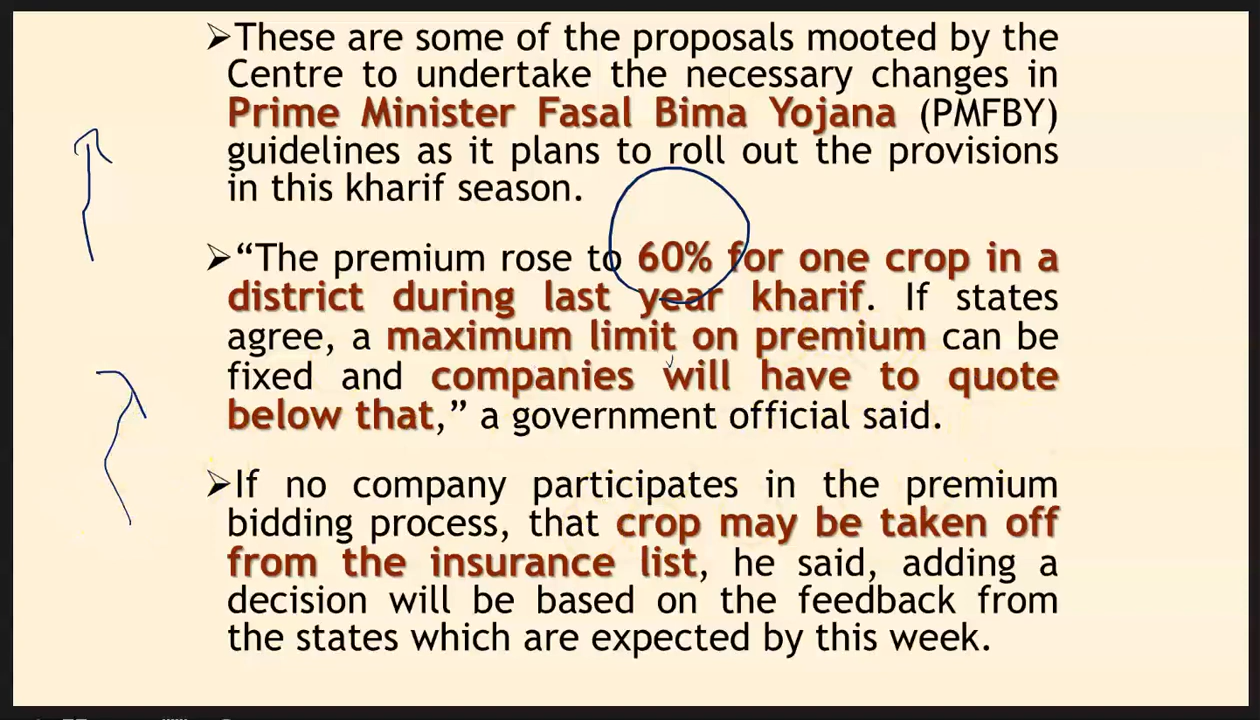 ➢These are some of the proposals mooted by the
Centre to undertake the necessary changes in
Prime Minister Fasal Bima Yojana (PMFBY)
guidelines as it plans to roll out the provisions
in this kharif season.
➢“The premium rose to 60% for one crop in a
district during last year kharif. If states
agree, a maximum limit on premium can be
fixed and companies will have to quote
below that,” a government official said.
➢If no company participates in the premium
bidding process, that crop may be taken off
from the insurance list, he said, adding a
decision will be based on the feedback from
the states which are expected by this week.